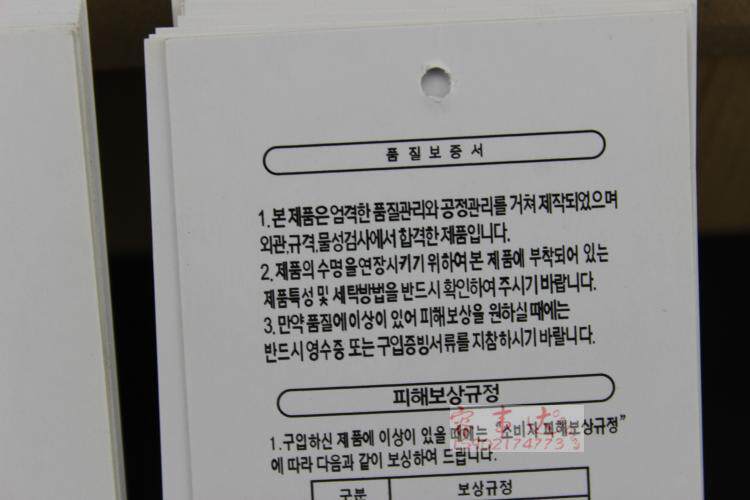 품 질 보 증 서
1. 본 제품은 엄격한 품질관리와 공정관리를 거쳐 제작되었으며
외관,규격,물성검사에서 합격한 제품입니다.
2. 제품의 수명을 연장시키기 위하여 본 제품에 부착되어 있는
제품특성 및 세탁방법을 반드시 확인하여 주시기 바랍니다.
3. 만약 품질에 이상이 있어 피해보상을 원하실 때에는
반드시 영수중 또는 구입증빙서류를 지참하시기 바랍니다.
피해보상규정
1. 구입하신 제품에 이상이 있을 때에는 "소비자 피해보상규정"
에 따라 다음과 같이 보싱하여 드립니다.
구분 보상규정